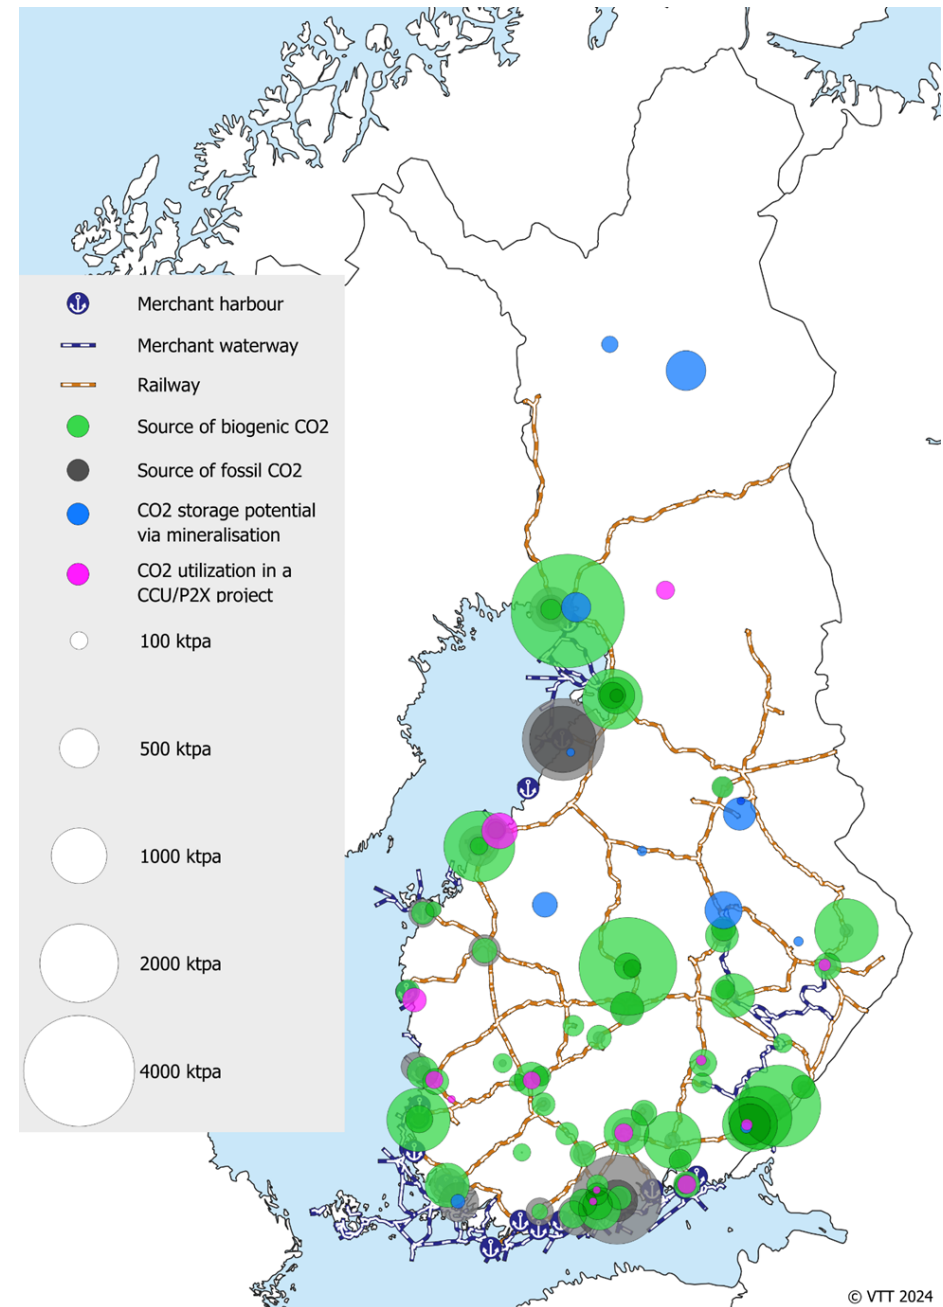 Merchant harbour
Merchant waterway
Railway
Source of biogenic CO2
Source of fossil CO2
CO2 storage potential
via mineralisation
CO2 utilization in a
CCU/P2X project
100 ktpa
500 ktpa
1000 ktpa
2000 ktpa
4000 ktpa
© VTT 2024